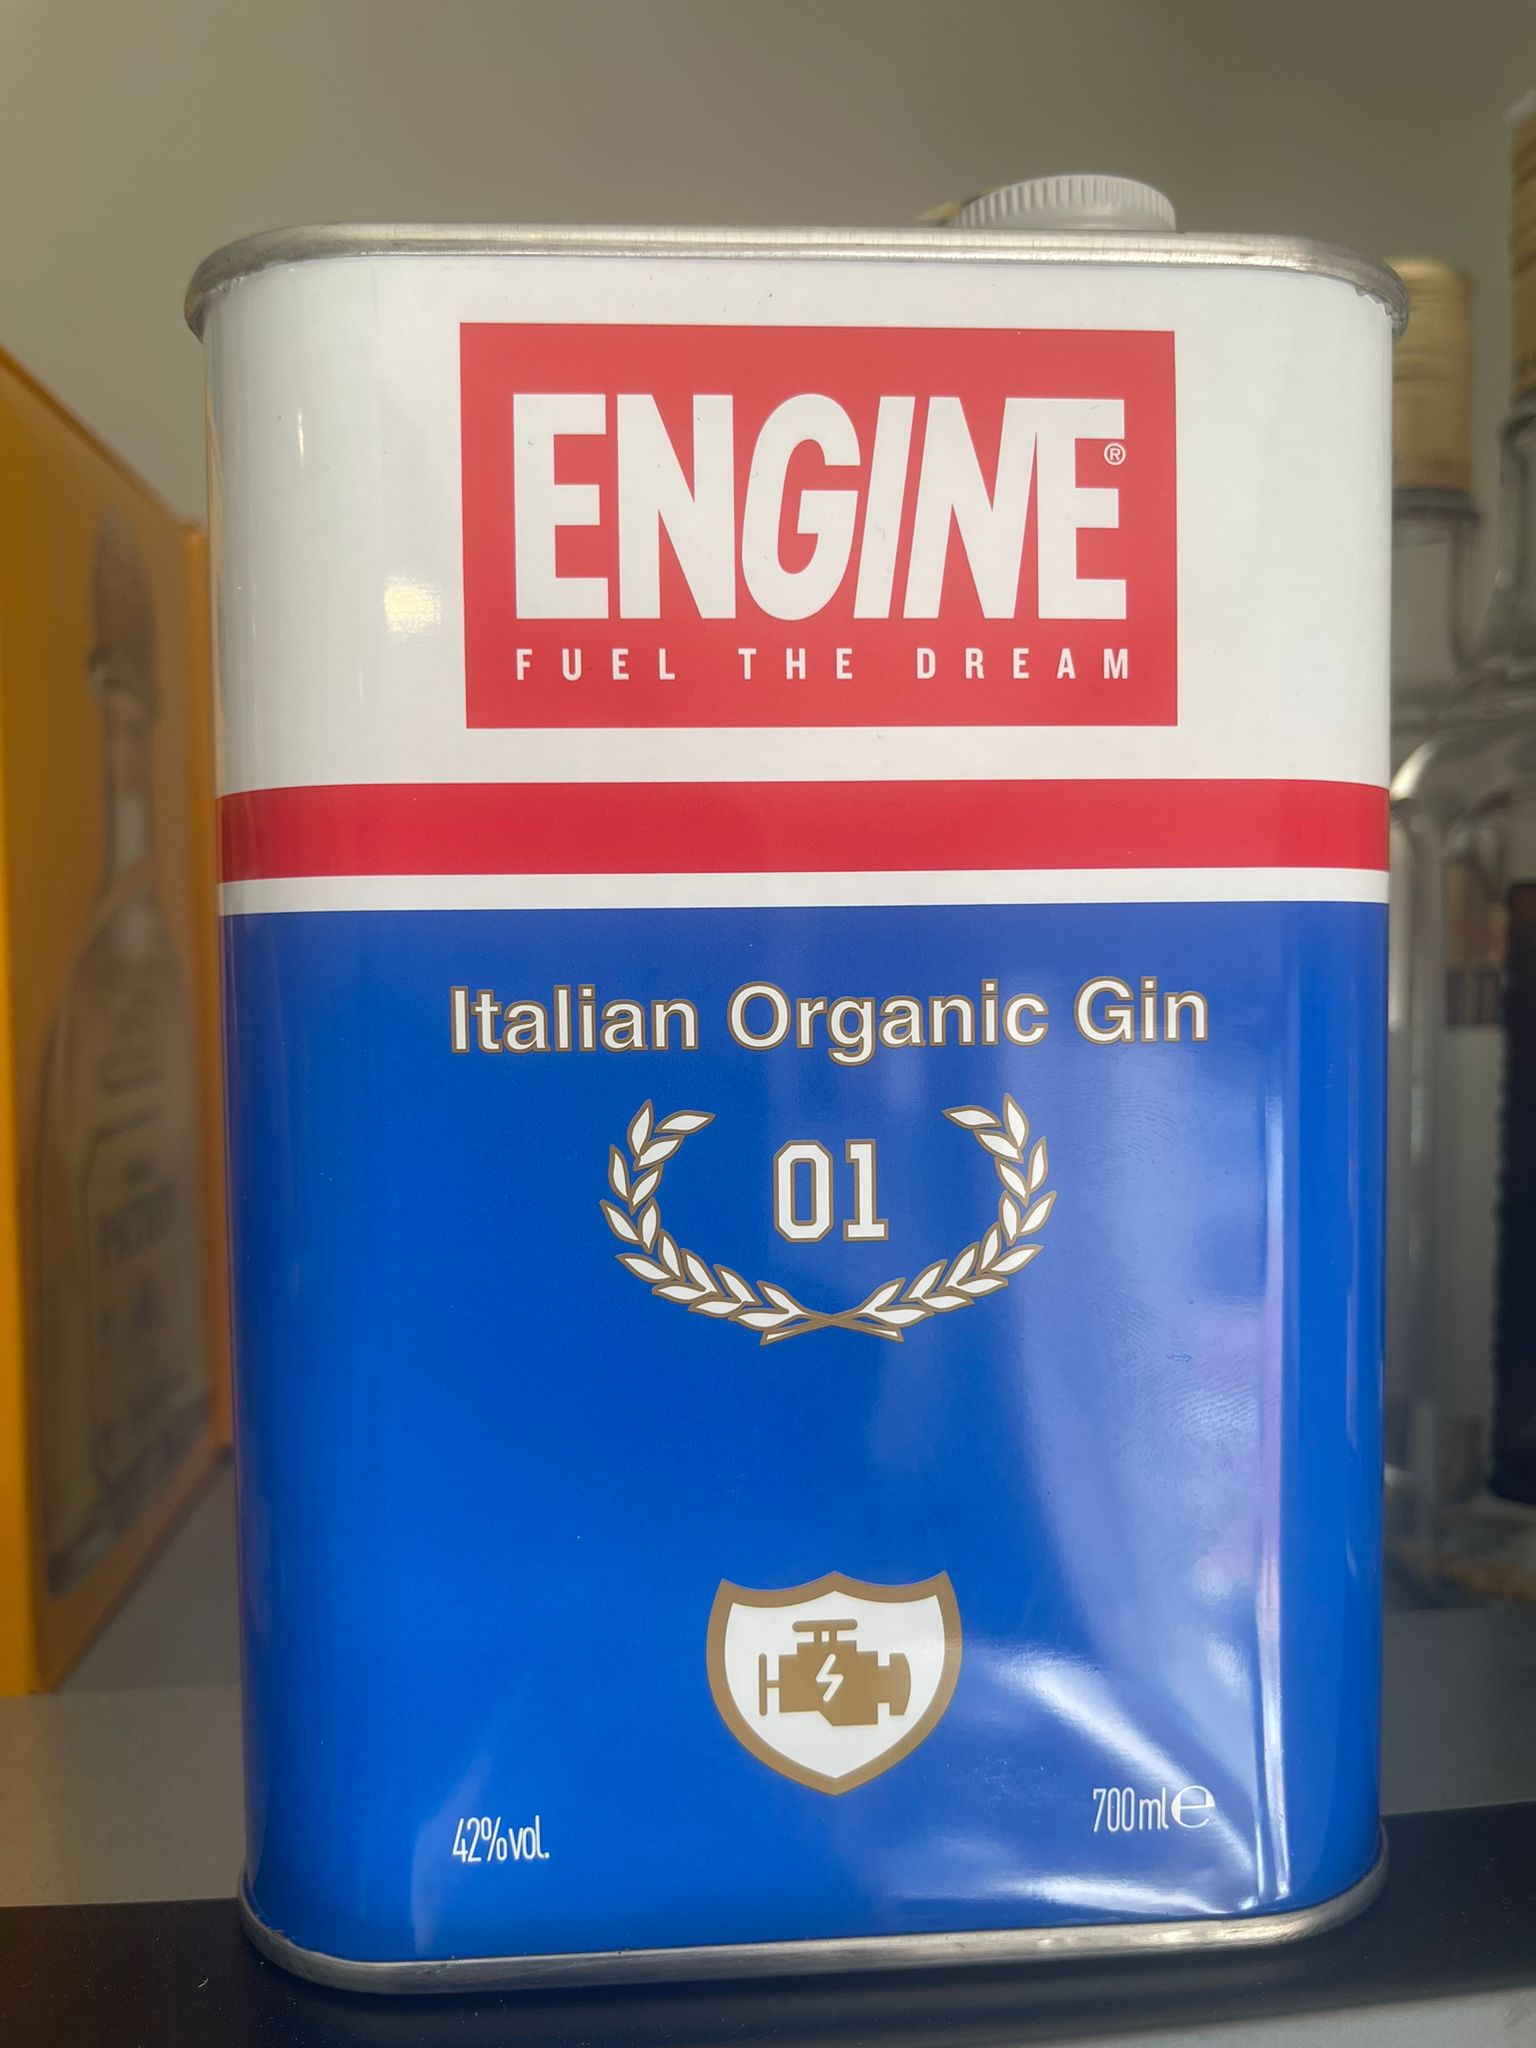 ENGINE®
FUEL THE DREAM
Italian Organic Gin
01
42%vol.
700ml℮